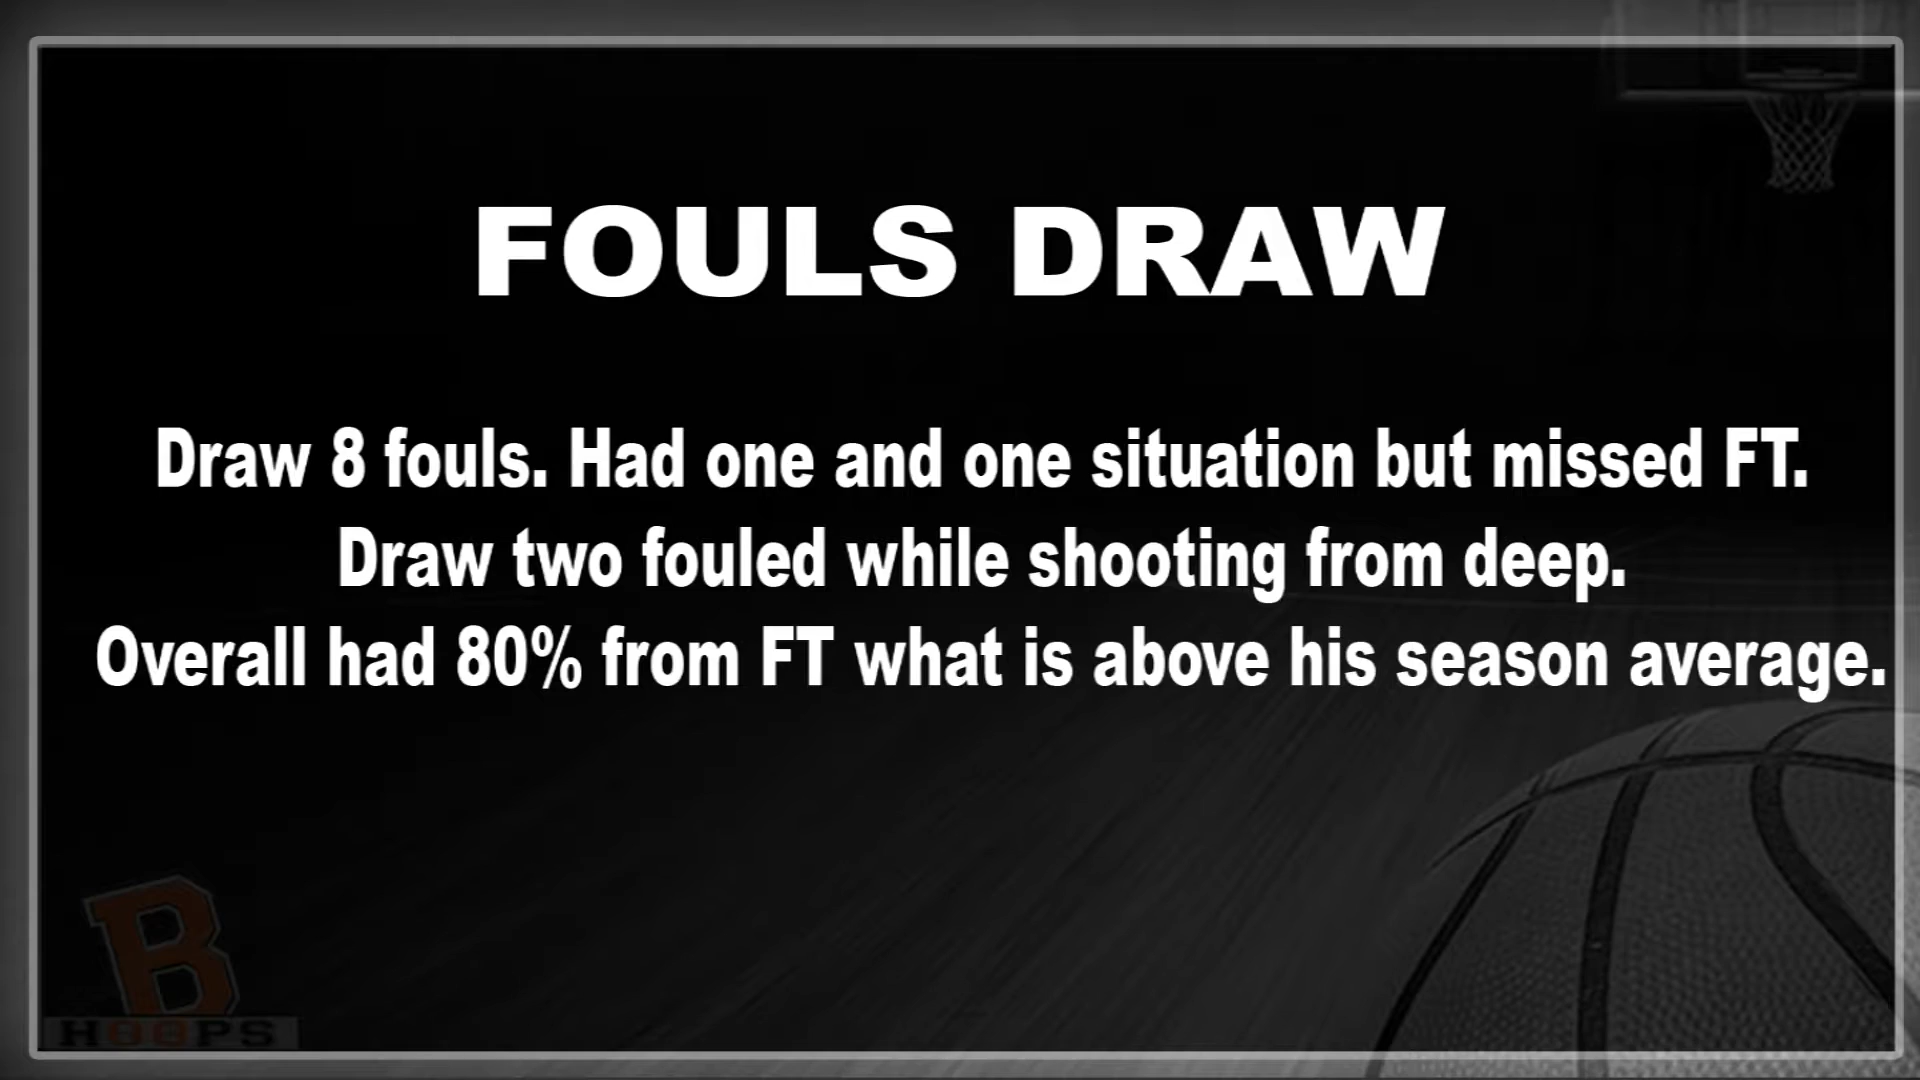 FOULS DRAW
Draw 8 fouls. Had one and one situation but missed FT.
Draw two fouled while shooting from deep.
Overall had 80% from FT what is above his season average.
B
HOOPS